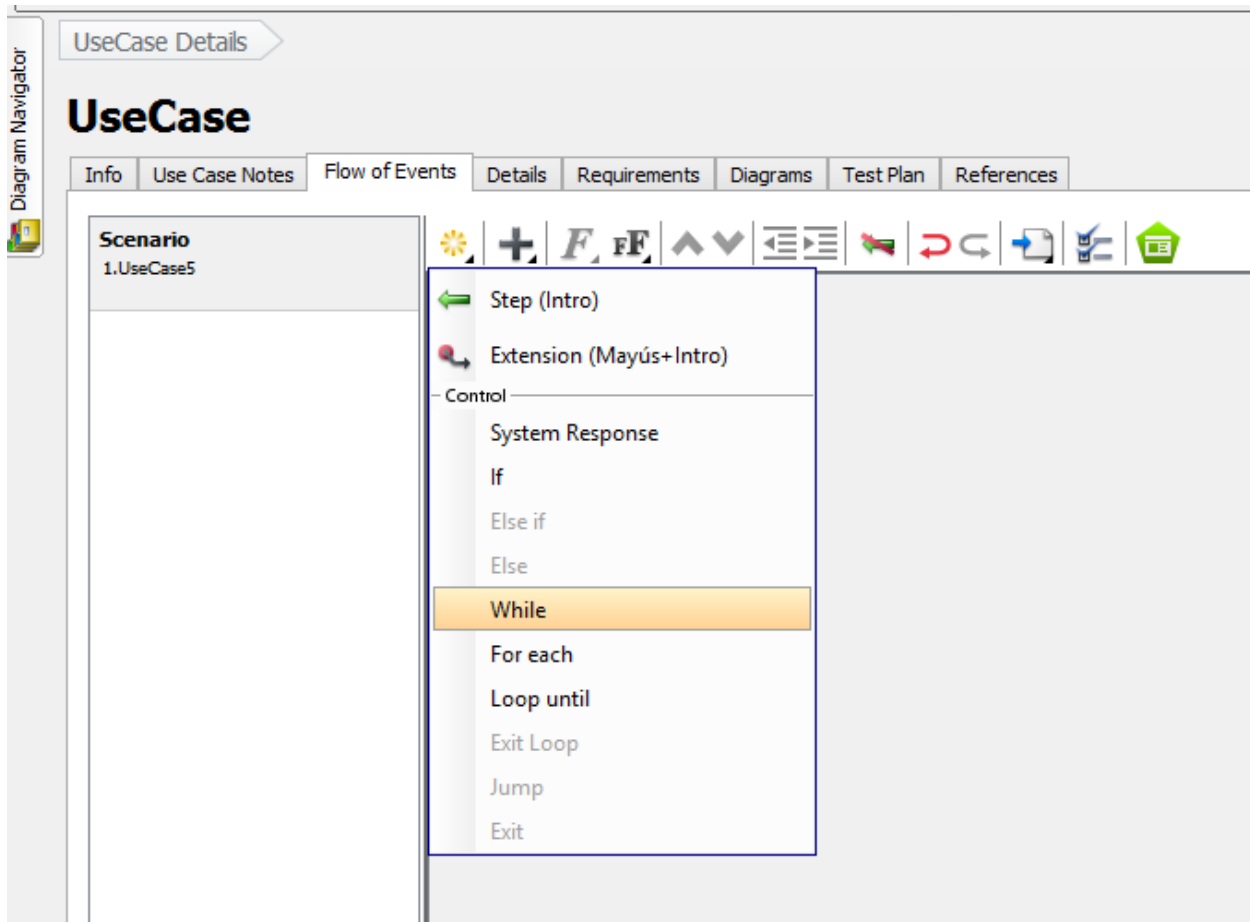 UseCase Details
Diagram Navigator
UseCase
Info Use Case Notes Flow of Events Details Requirements Diagrams Test Plan References
Scenario
1.UseCase5
Step (Intro)
Extension (Mayús+Intro)
Control
System Response
If
Else if
Else
While
For each
Loop until
Exit Loop
Jump
Exit